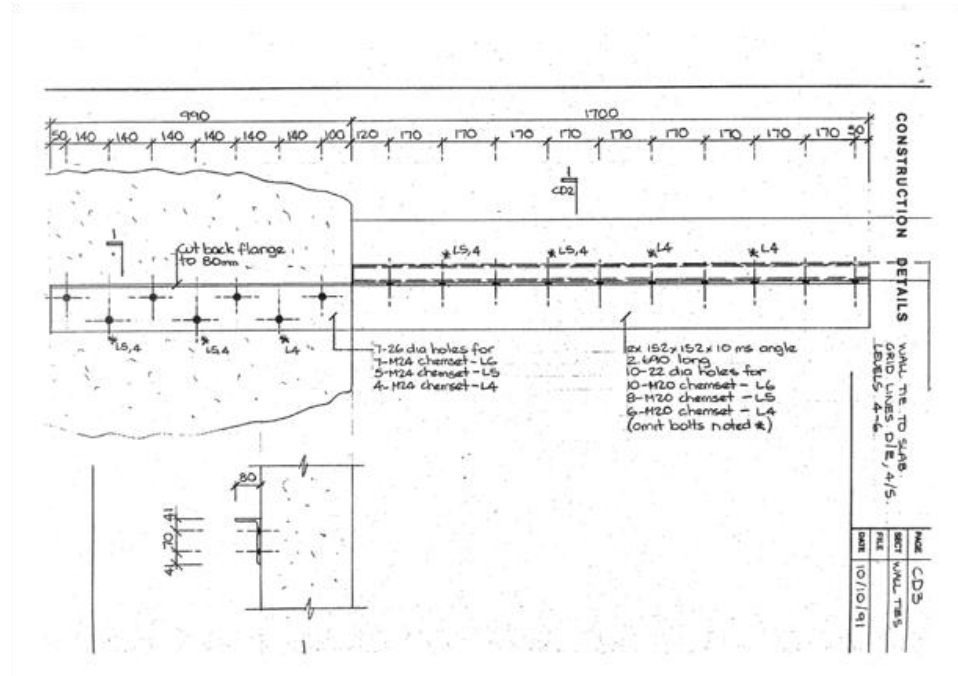 990
1700
50 140 140 140 140 140 140 100 120 170 170 170 170 170 170 170 170 170 50
1
CD2
* L5,4
* L5,4
* L4
* L4
1
Cut back flange
to 80mm
*
L5,4
*
L5,4
*
L4
7-26 dia holes for
7-M24 chemset - L6
5-M24 chemset - L5
4-M24 chemset - L4
ex 152x152x10 ms angle
2690 long
10-22 dia holes for
10-M20 chemset - L6
8-M20 chemset - L5
6-M20 chemset - L4
(omit bolts noted *)
80
41
70
41
CONSTRUCTION DETAILS
WALL TIE TO SLAB.
GRID LINES D/E, 4/5.
LEVELS 4-6.
PAGE CD3
SECT WALL TIES
FILE
DATE 10/10/91